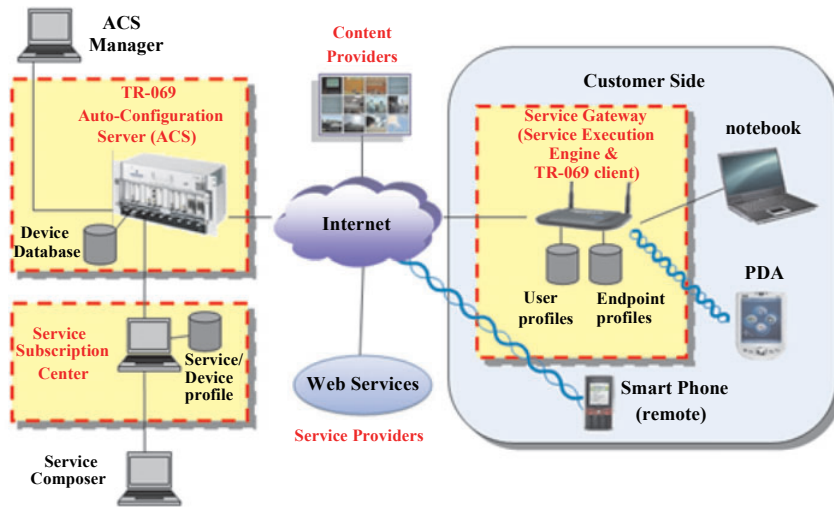 ACS
Manager
TR-069
Auto-Configuration
Server (ACS)
Device
Database
Service
Subscription
Center
Service/
Device
profile
Service
Composer
Content
Providers
Internet
Web Services
Service Providers
Customer Side
Service Gateway
(Service Execution
Engine &
TR-069 client)
User
profiles
Endpoint
profiles
notebook
PDA
Smart Phone
(remote)